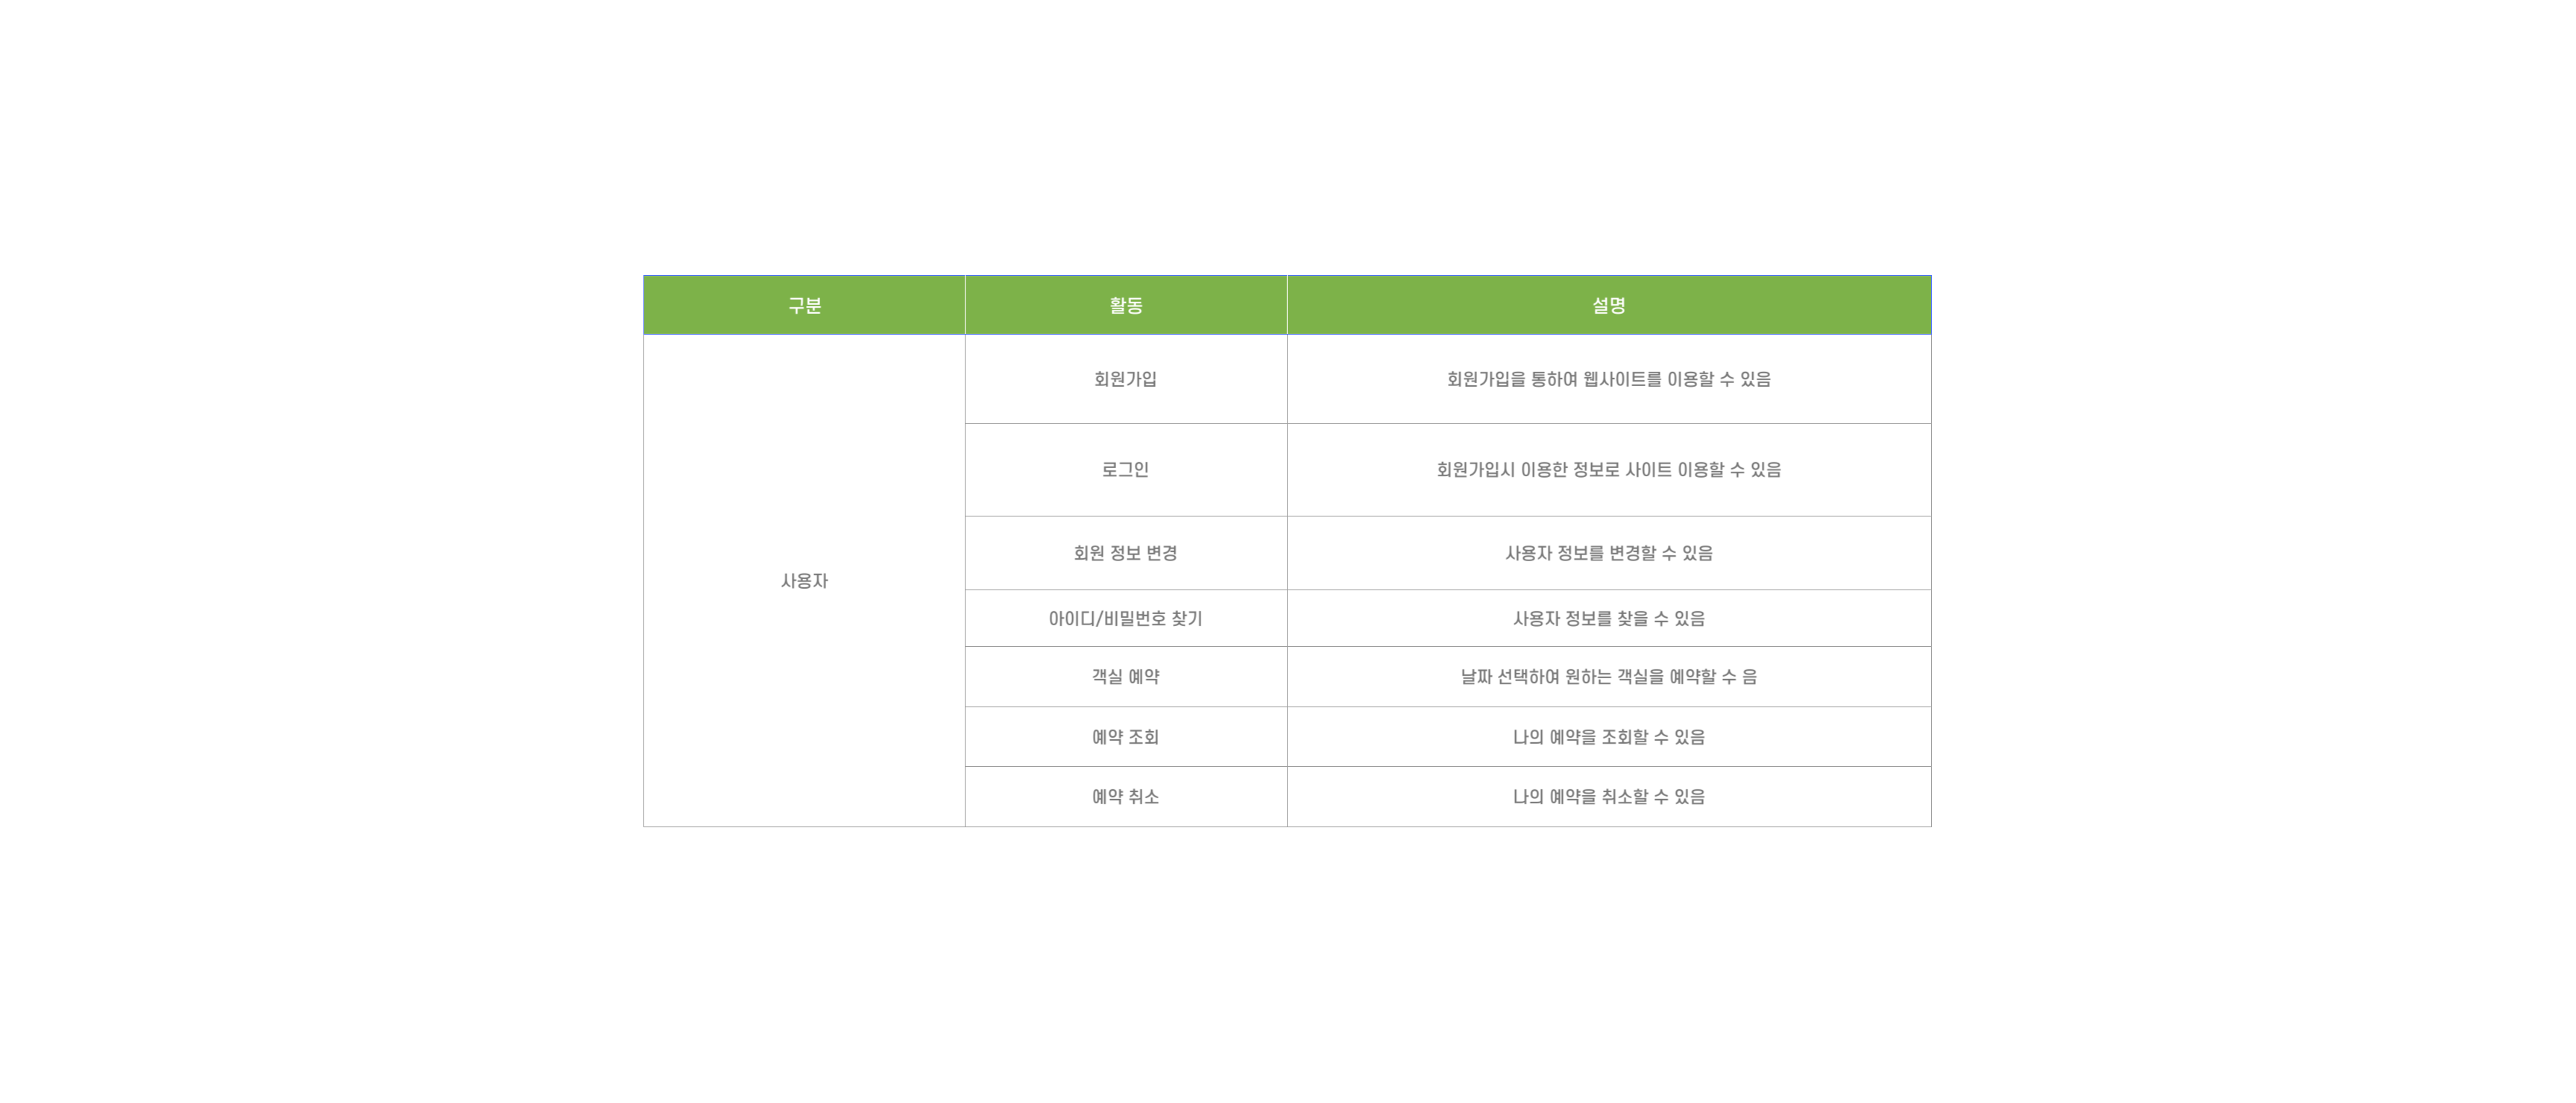 구분 활동 설명
회원가입 회원가입을 통하여 웹사이트를 이용할 수 있음
로그인 회원가입시 이용한 정보로 사이트 이용할 수 있음
회원 정보 변경 사용자 정보를 변경할 수 있음
사용자
아이디/비밀번호 찾기 사용자 정보를 찾을 수 있음
객실 예약 날짜 선택하여 원하는 객실을 예약할 수 음
예약 조회 나의 예약을 조회할 수 있음
예약 취소 나의 예약을 취소할 수 있음